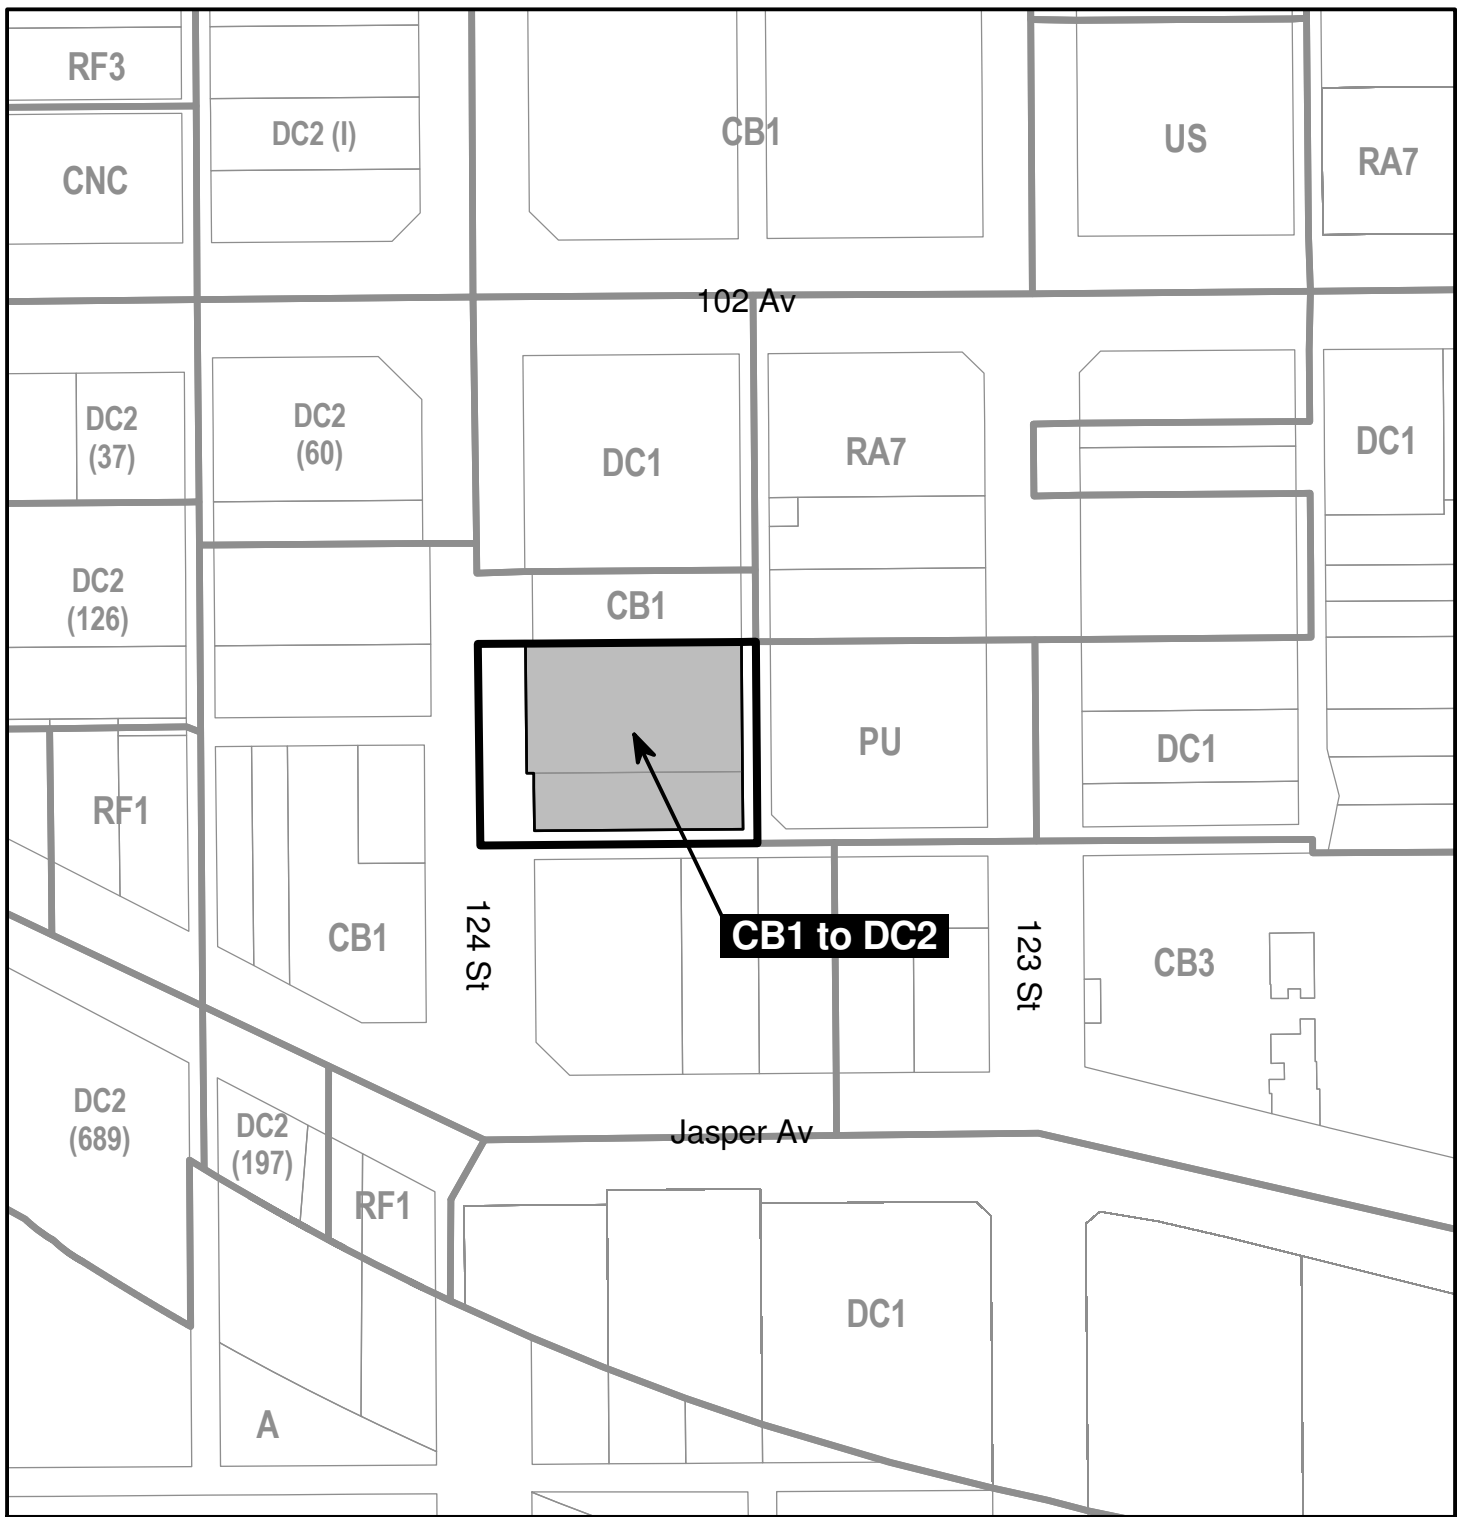 RF3
DC2 (I)
CB1
US
CNC
RA7
102 Av
DC2
(37)
DC2
(60)
DC1
RA7
DC1
DC2
(126)
CB1
PU
DC1
RF1
CB1
124 St
CB1 to DC2
123 St
CB3
DC2
(689)
DC2
(197)
Jasper Av
RF1
DC1
A